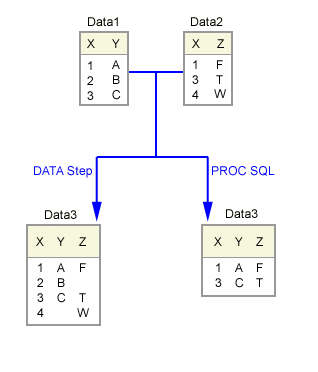 Data1 Data2
X Y X Z
1 A 1 F
2 B 3 T
3 C 4 W
DATA Step PROC SQL
Data3 Data3
X Y Z X Y Z
1 A F 1 A F
2 B 3 C T
3 C T
4 W